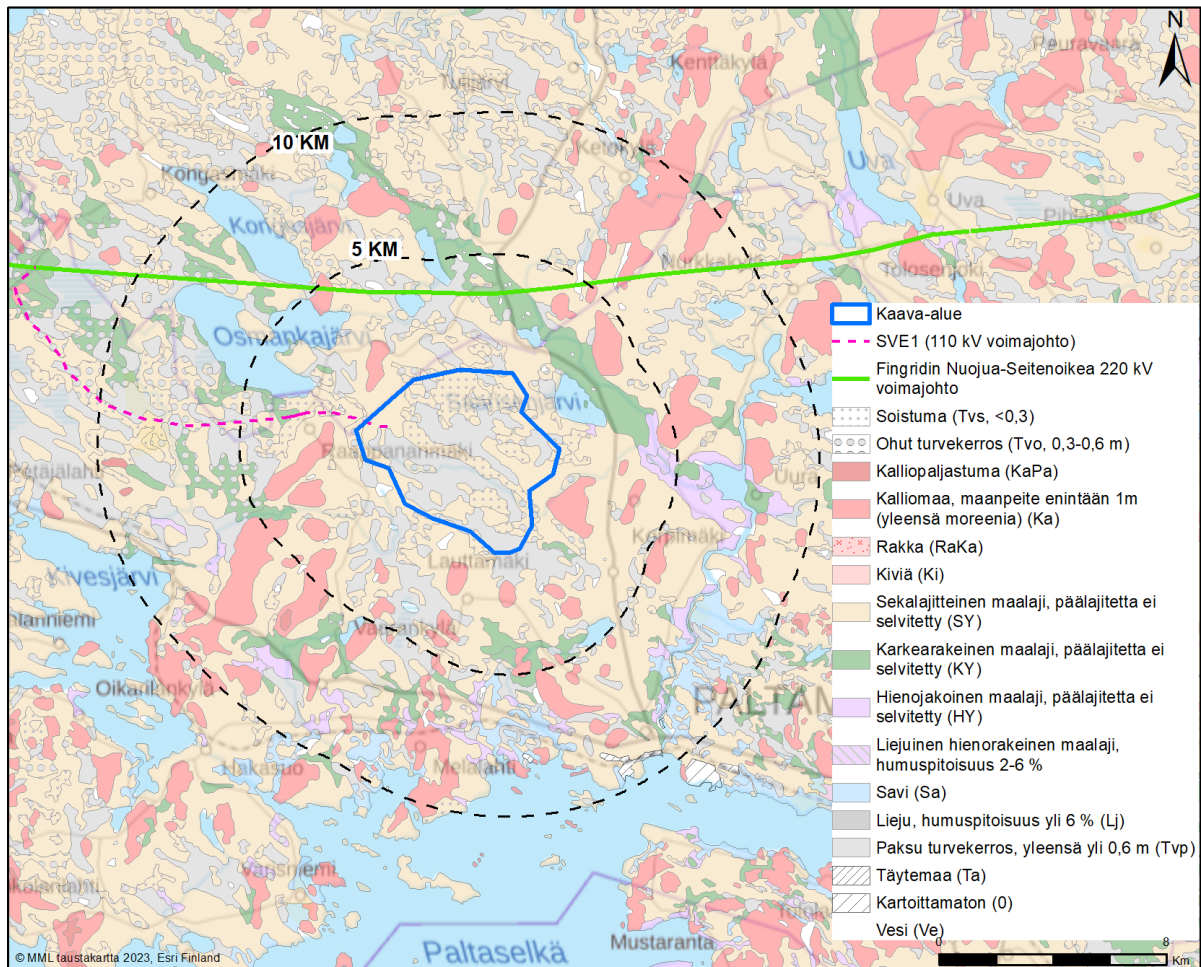 N
Peuravaara
Kenttäkylä
10 KM
Kongasmäki
Uva
Uva
5 KM
Tolosenjoki
Osmankajärvi
Uura
Kivesjärvi
Melalahti
PALTAM
Paltaselkä
Mustaranta
Kaava-alue
SVE1 (110 kV voimajohto)
Fingridin Nuojua-Seitenoikea 220 kV
voimajohto
Soistuma (Tvs, <0,3)
Ohut turvekerros (Tvo, 0,3-0,6 m)
Kalliopaljastuma (KaPa)
Kalliomaa, maanpeite enintään 1m
(yleensä moreenia) (Ka)
Rakka (RaKa)
Kiviä (Ki)
Sekalajitteinen maalaji, päälajitetta ei
selvitetty (SY)
Karkearakeinen maalaji, päälajitetta ei
selvitetty (KY)
Hienojakoinen maalaji, päälajitetta ei
selvitetty (HY)
Liejuinen hienorakeinen maalaji,
humuspitoisuus 2-6 %
Savi (Sa)
Lieju, humuspitoisuus yli 6 % (Lj)
Paksu turvekerros, yleensä yli 0,6 m (Tvp)
Täytemaa (Ta)
Kartoittamaton (0)
Vesi (Ve)
0 8
Km
© MML taustakartta 2023, Esri Finland